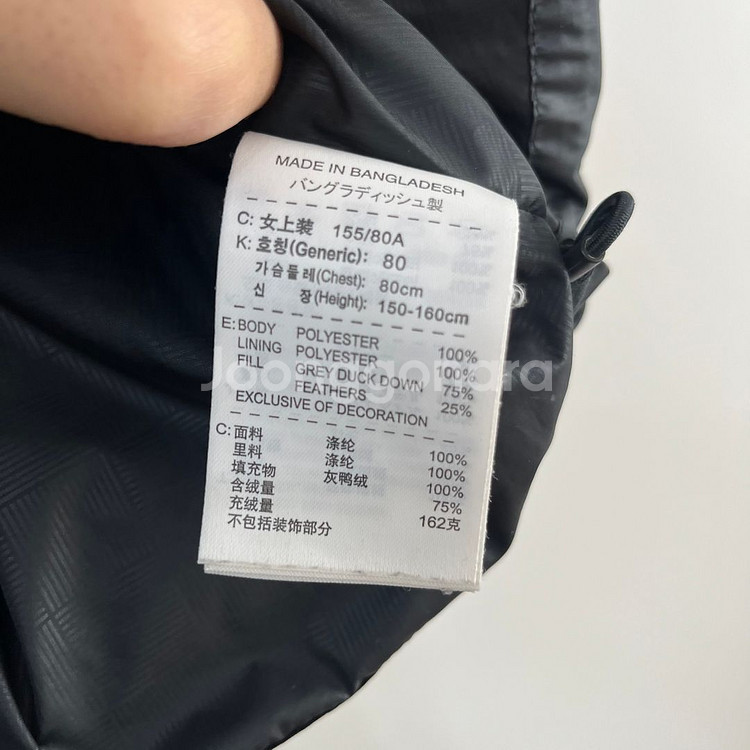 MADE IN BANGLADESH
バングラディッシュ製
C: 女上装 155/80A
K: 호칭(Generic): 80
가슴둘레(Chest): 80cm
신 장(Height): 150-160cm
E: BODY POLYESTER 100%
LINING POLYESTER 100%
FILL GREY DUCK DOWN 75%
FEATHERS 25%
EXCLUSIVE OF DECORATION
C: 面料 涤纶 100%
里料 涤纶 100%
填充物 灰鸭绒 100%
含绒量 75%
充绒量 162克
不包括装饰部分
Joonggonara